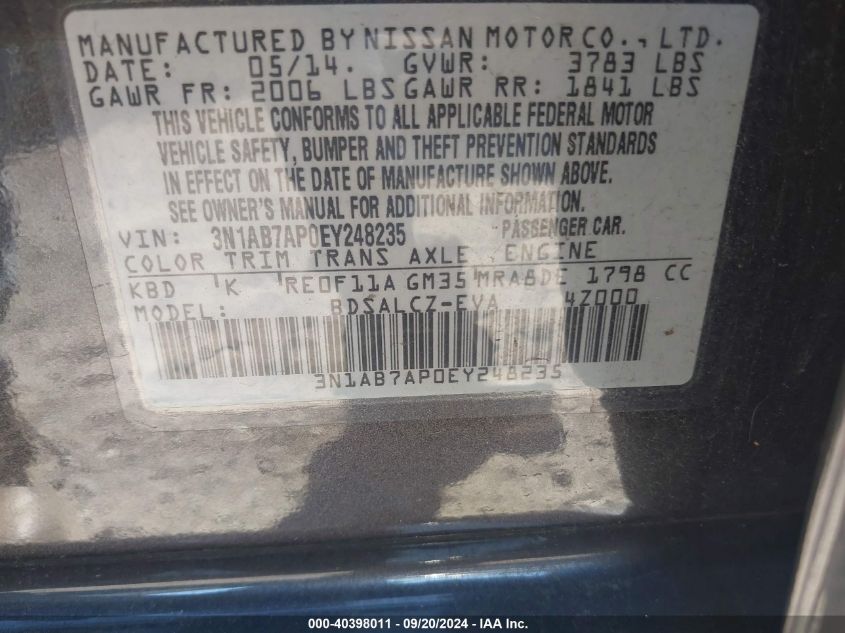 MANUFACTURED BY NISSAN MOTOR CO., LTD.
DATE: 05/14. GVWR: 3783 LBS
GAWR FR: 2006 LBS GAWR RR: 1841 LBS
THIS VEHICLE CONFORMS TO ALL APPLICABLE FEDERAL MOTOR
VEHICLE SAFETY, BUMPER AND THEFT PREVENTION STANDARDS
IN EFFECT ON THE DATE OF MANUFACTURE SHOWN ABOVE.
SEE OWNER'S MANUAL FOR ADDITIONAL INFORMATION.
VIN: 3N1AB7AP0EY248235 PASSENGER CAR.
COLOR TRIM TRANS AXLE ENGINE
KBD 'K 'RE0F11A GM35 'MRA8DE 1798 CC
MODEL: BDSALCZ-EVA 4Z000
3N1AB7AP0EY248235
000-40398011 - 09/20/2024 - IAA Inc.